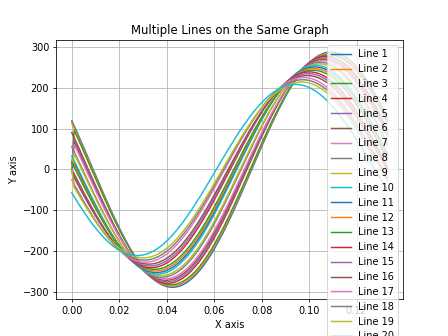 Multiple Lines on the Same Graph
Y axis
300
200
100
0
−100
−200
−300
0.00
0.02
0.04
0.06
0.08
0.10
X axis
Line 1
Line 2
Line 3
Line 4
Line 5
Line 6
Line 7
Line 8
Line 9
Line 10
Line 11
Line 12
Line 13
Line 14
Line 15
Line 16
Line 17
Line 18
Line 19
Line 20